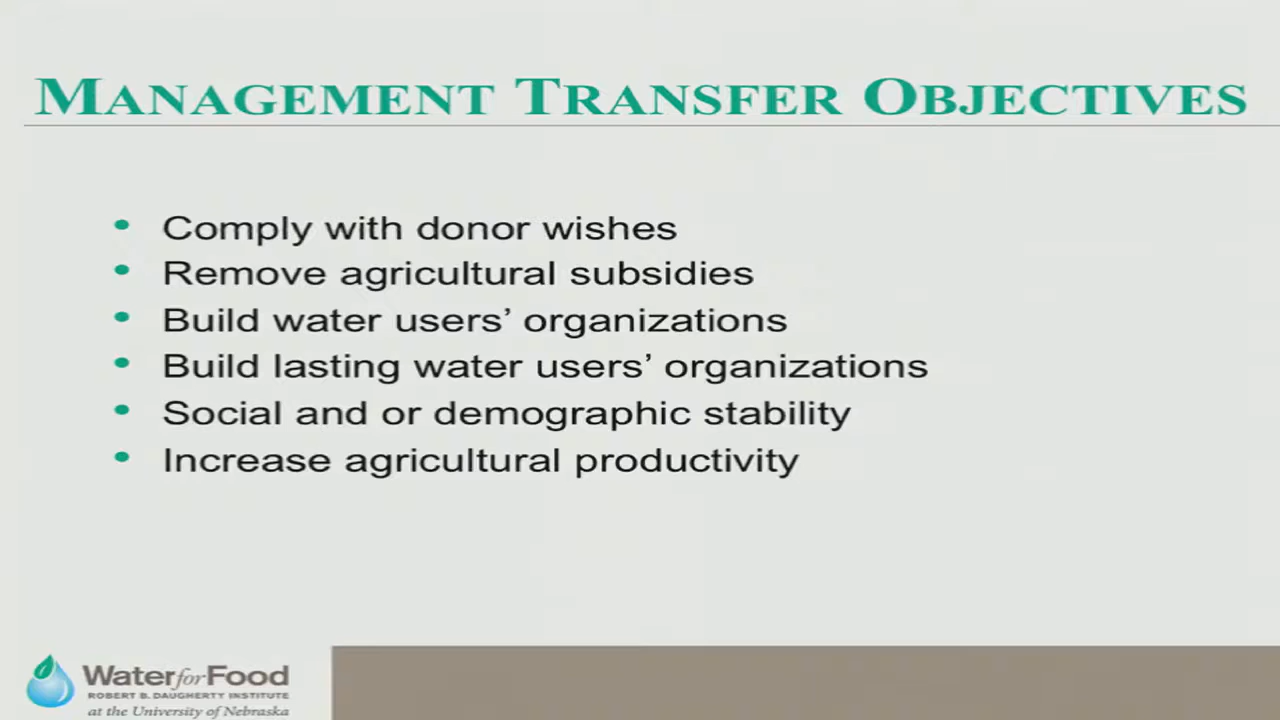 MANAGEMENT TRANSFER OBJECTIVES
• Comply with donor wishes
• Remove agricultural subsidies
• Build water users’ organizations
• Build lasting water users’ organizations
• Social and or demographic stability
• Increase agricultural productivity
Water for Food
ROBERT B. DAUGHERTY INSTITUTE
at the University of Nebraska